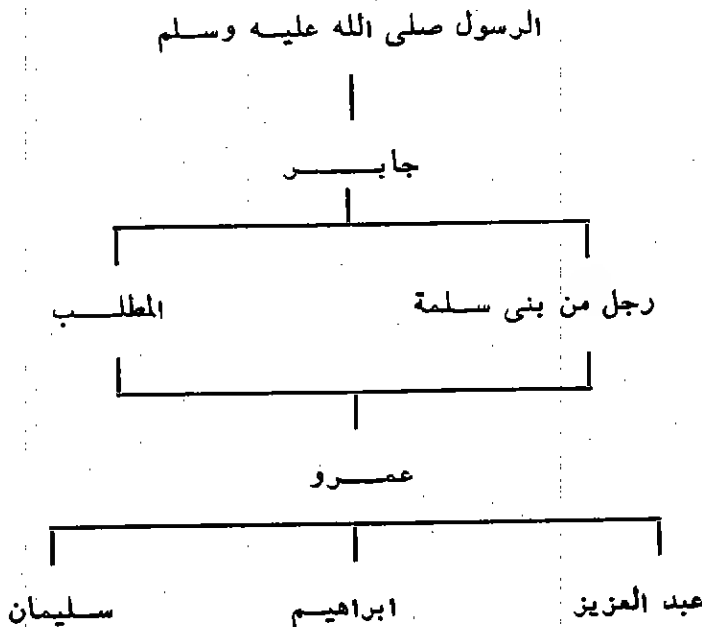 الرسول صلى الله عليه وسلم
جابر
رجل من بنى سلمة المطلب
عمرو
عبد العزيز ابراهيم سليمان